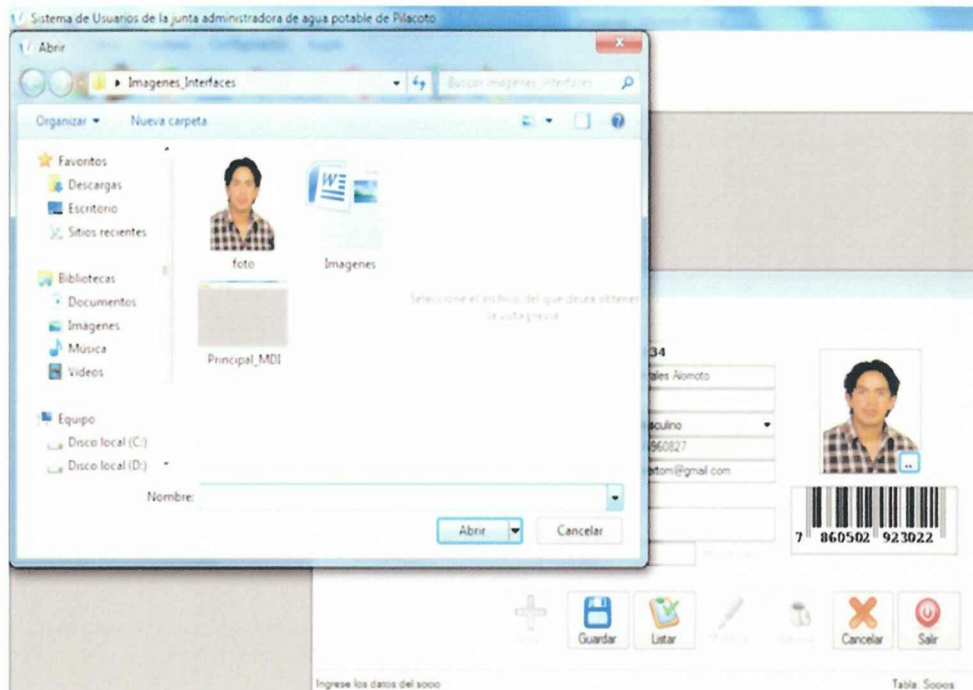 Sistema de Usuarios de la junta administradora de agua potable de Pilacoto
Abrir
Imagenes_Interfaces
Buscar Imagenes_Interfaces
Organizar
Nueva carpeta
Favoritos
Descargas
Escritorio
Sitios recientes
Bibliotecas
Documentos
Imágenes
Música
Videos
Equipo
Disco local (C:)
Disco local (D:)
foto
Imagenes
Principal_MDI
Seleccione el archivo del que desea obtener
la vista previa.
Nombre:
Abrir
Cancelar
34
ales Alomoto
sculino
960827
ertom@gmail.com
7 860502 923022
Guardar
Listar
Cancelar
Salir
Ingrese los datos del socio
Tabla: Socios